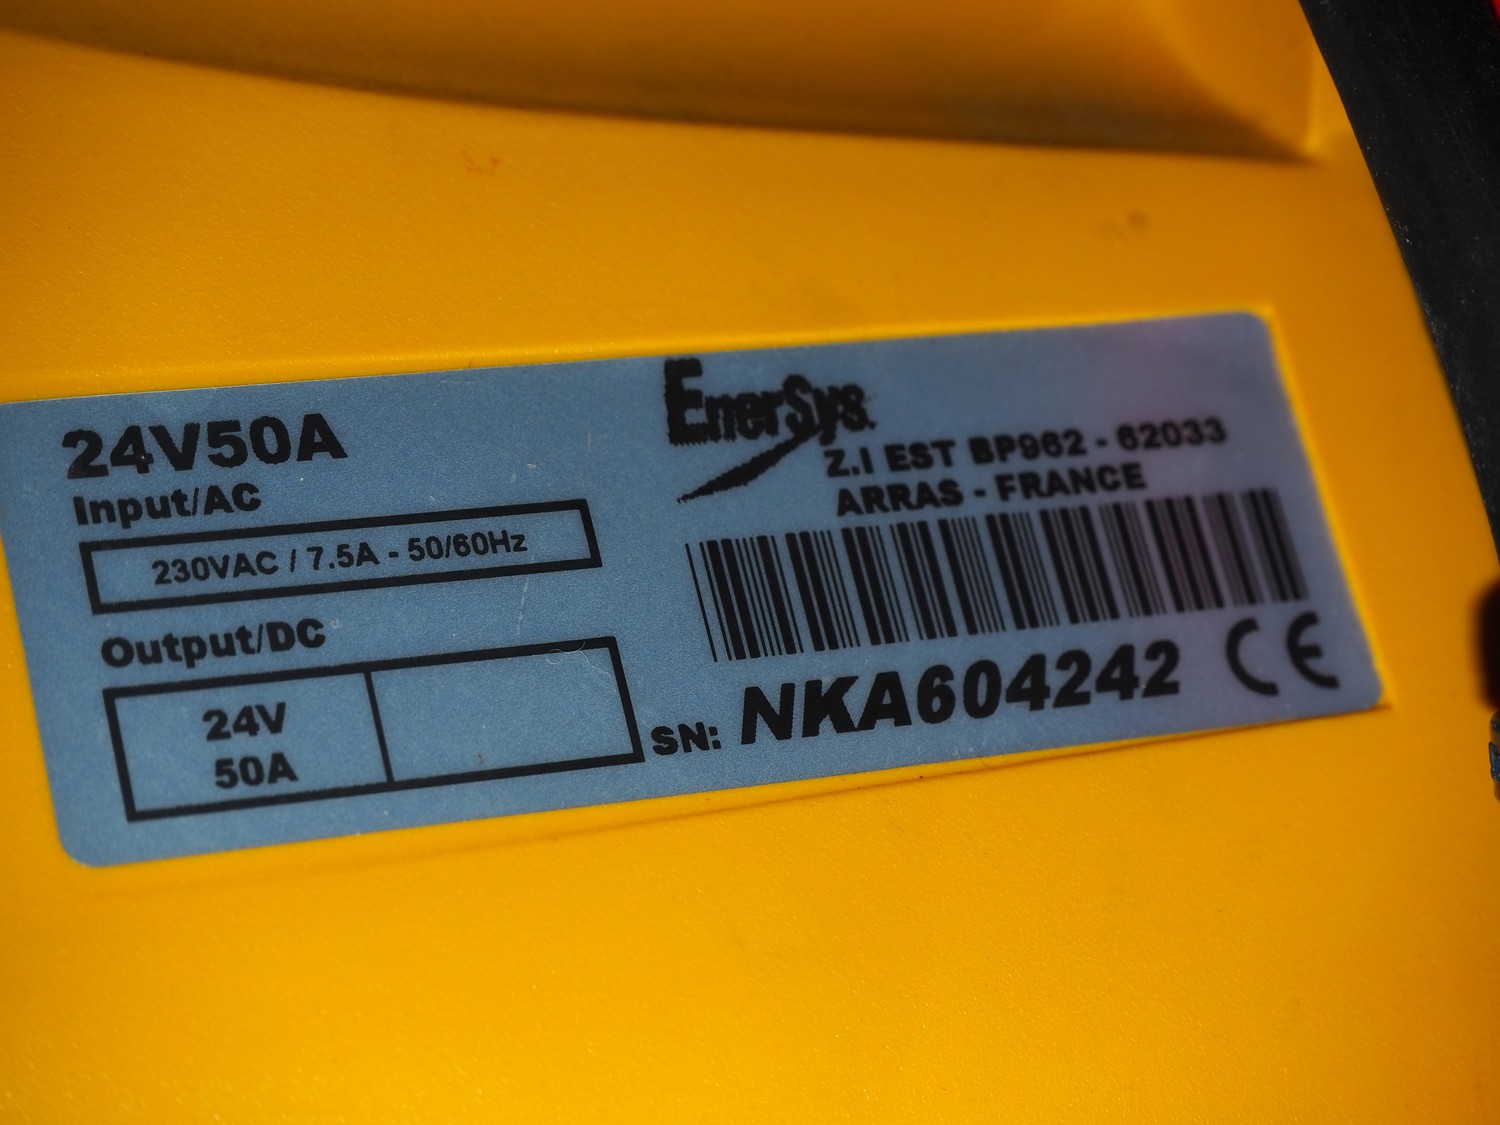 24V50A
Input/AC
230VAC / 7.5A - 50/60Hz
Output/DC
24V
50A
EnerSys.
Z.I EST BP962 - 62033
ARRAS - FRANCE
SN: NKA604242
CE